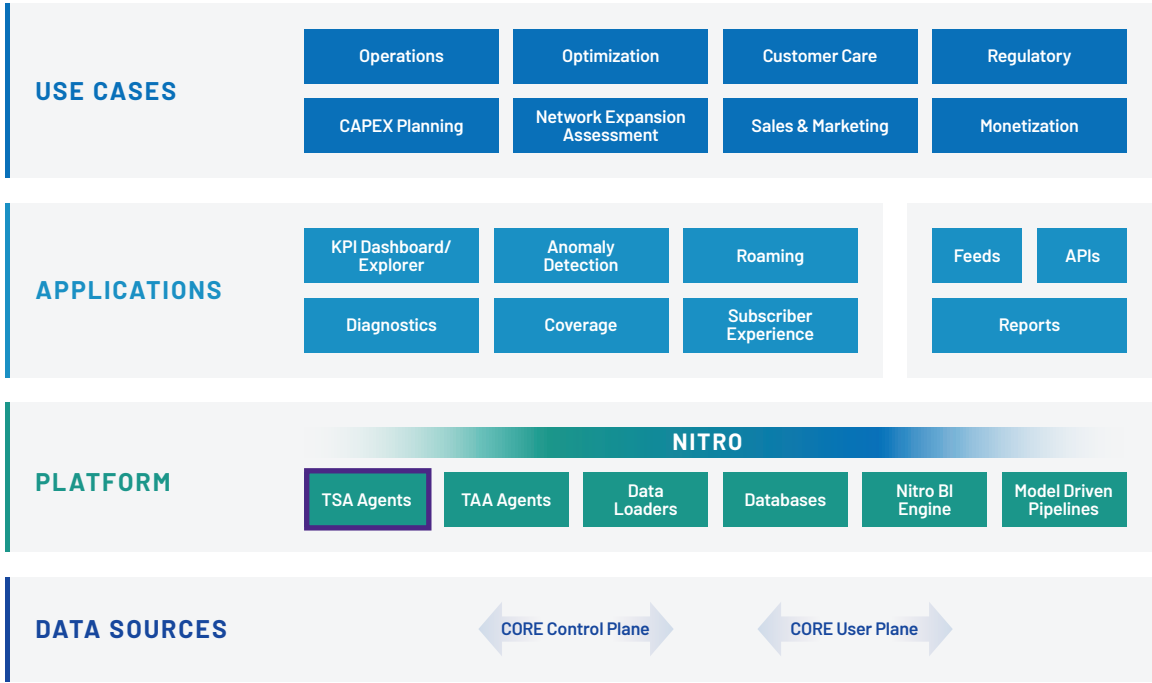 USE CASES
Operations
Optimization
Customer Care
Regulatory
CAPEX Planning
Network Expansion
Assessment
Sales & Marketing
Monetization
APPLICATIONS
KPI Dashboard/
Explorer
Anomaly
Detection
Roaming
Feeds
APIs
Diagnostics
Coverage
Subscriber
Experience
Reports
PLATFORM
NITRO
TSA Agents
TAA Agents
Data
Loaders
Databases
Nitro BI
Engine
Model Driven
Pipelines
DATA SOURCES
CORE Control Plane
CORE User Plane